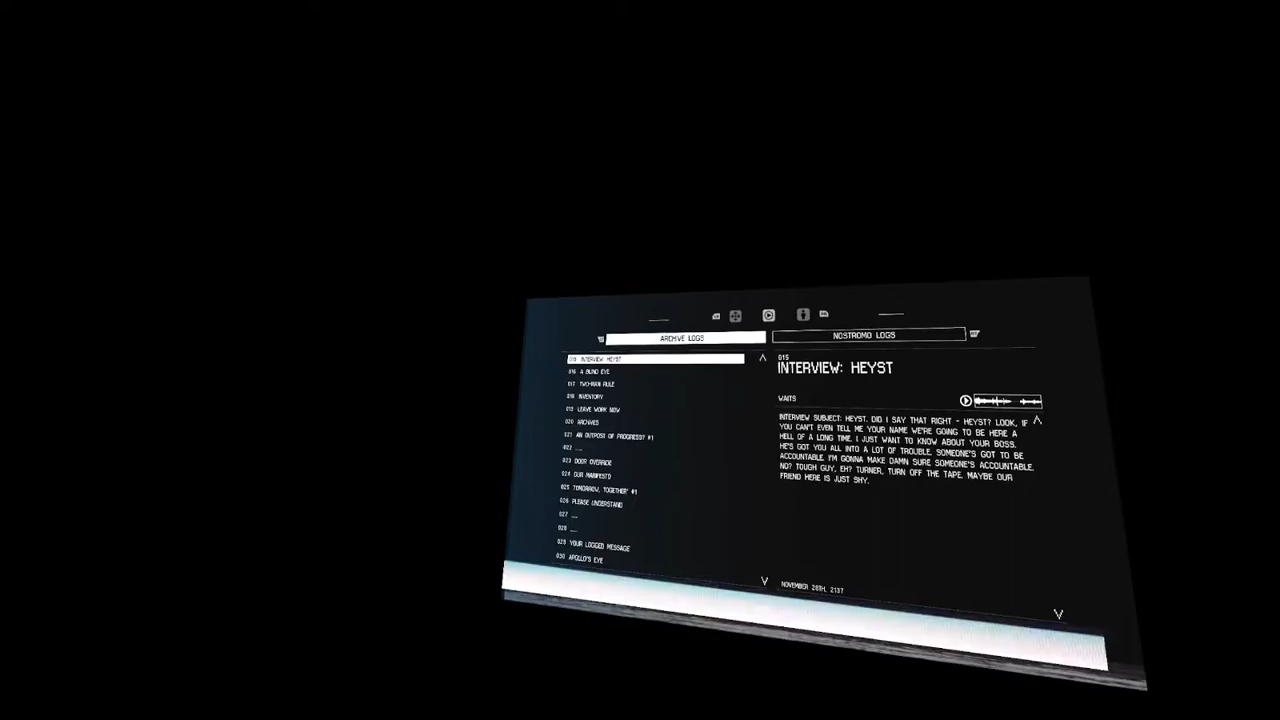 ARCHIVE LOGS
NOSTROMO LOGS
015 INTERVIEW: HEYST
016 A BLIND EYE
017 TWO-MAN RULE
018 INVENTORY
019 LEAVE WORK NOW
020 ARCHIVES
021 AN OUTPOST OF PROGRESS? #1
022 ...
023 DOOR OVERRIDE
024 OUR MANIFESTO
025 'TOMORROW, TOGETHER' #1
026 PLEASE UNDERSTAND
027 ...
028 ...
029 YOUR LOGGED MESSAGE
030 APOLLO'S EYE
015
INTERVIEW: HEYST
WAITS
INTERVIEW SUBJECT: HEYST. DID I SAY THAT RIGHT - HEYST? LOOK, IF
YOU CAN'T EVEN TELL ME YOUR NAME WE'RE GOING TO BE HERE A
HELL OF A LONG TIME. I JUST WANT TO KNOW ABOUT YOUR BOSS.
HE'S GOT YOU ALL INTO A LOT OF TROUBLE. SOMEONE'S GOT TO BE
ACCOUNTABLE. I'M GONNA MAKE DAMN SURE SOMEONE'S ACCOUNTABLE.
NO? TOUGH GUY, EH? TURNER, TURN OFF THE TAPE. MAYBE OUR
FRIEND HERE IS JUST SHY.
NOVEMBER 28TH, 2137